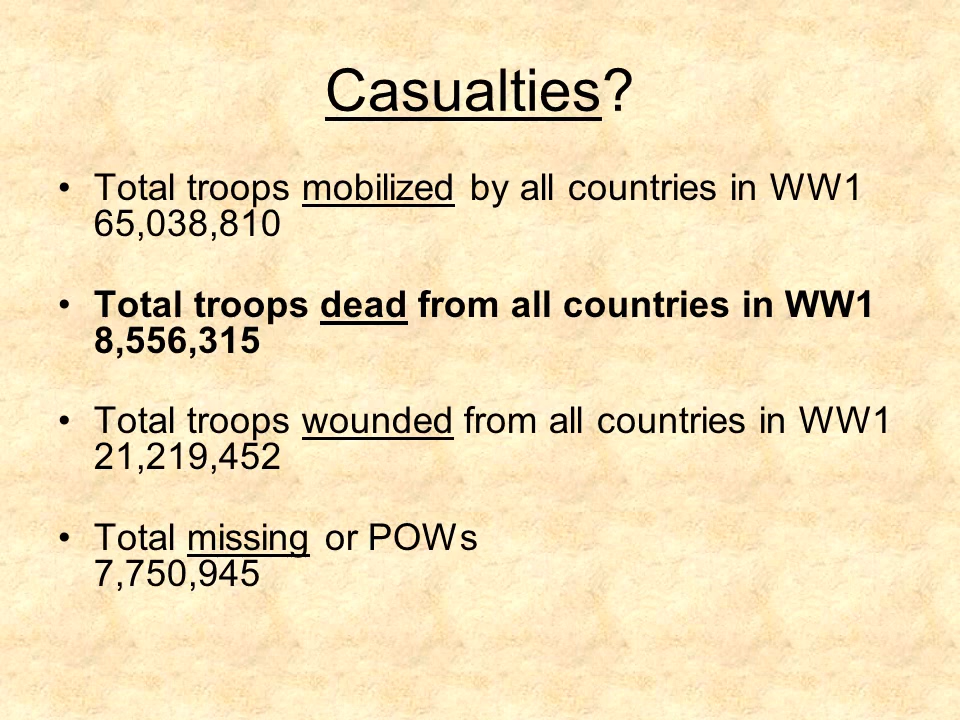 Casualties?
• Total troops mobilized by all countries in WW1
65,038,810
• Total troops dead from all countries in WW1
8,556,315
• Total troops wounded from all countries in WW1
21,219,452
• Total missing or POWs
7,750,945